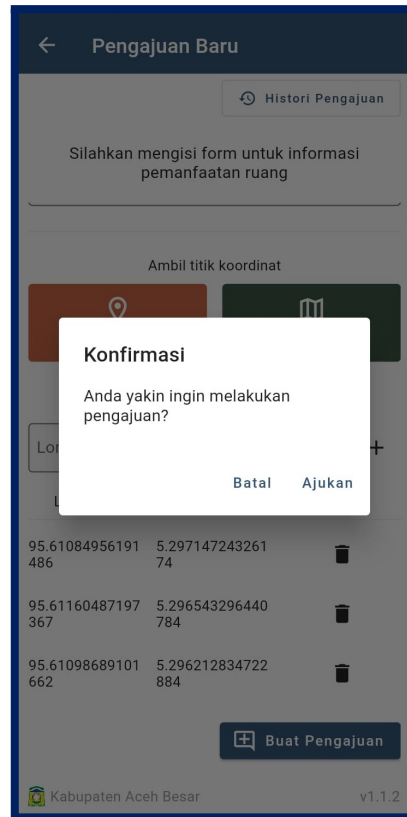 Pengajuan Baru
Histori Pengajuan
Silahkan mengisi form untuk informasi
pemanfaatan ruang
Ambil titik koordinat
Konfirmasi
Anda yakin ingin melakukan
pengajuan?
Batal Ajukan
95.61084956191 5.297147243261
486 74
95.61160487197 5.296543296440
367 784
95.61098689101 5.296212834722
662 884
Buat Pengajuan
Kabupaten Aceh Besar v1.1.2